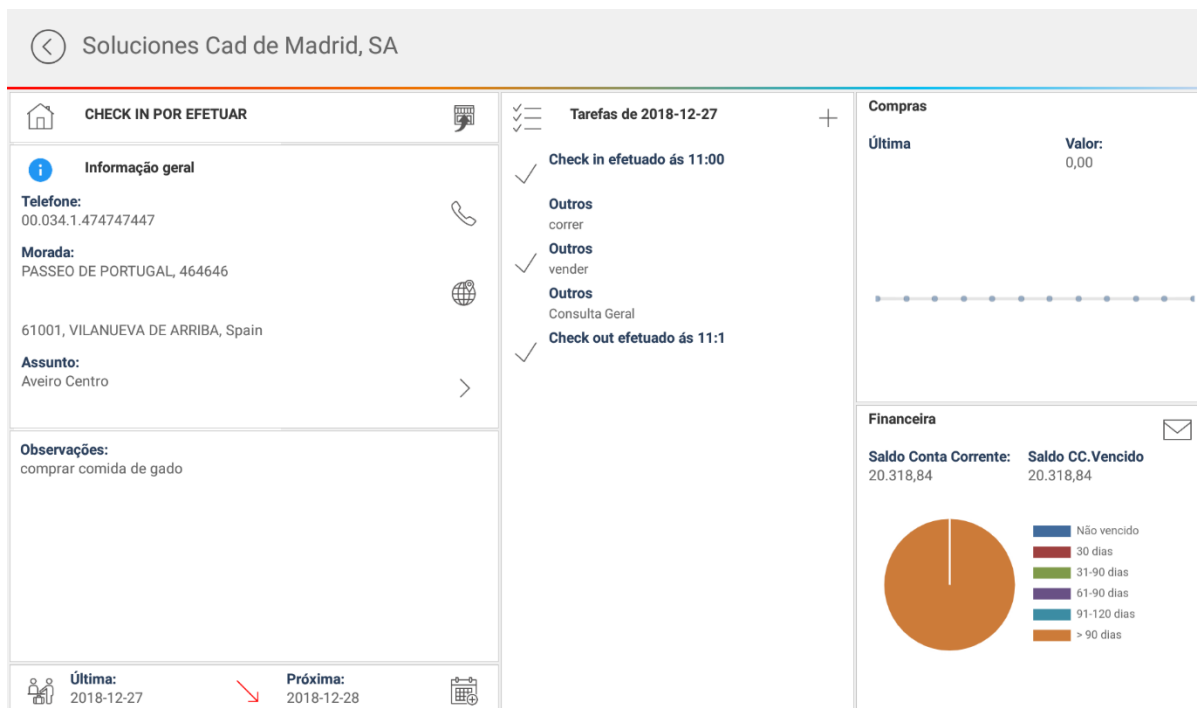 Soluciones Cad de Madrid, SA
CHECK IN POR EFETUAR
Informação geral
Telefone:
00.034.1.474747447
Morada:
PASSEO DE PORTUGAL, 464646
61001, VILANUEVA DE ARRIBA, Spain
Assunto:
Aveiro Centro
Observações:
comprar comida de gado
Última:
2018-12-27
Próxima:
2018-12-28
Tarefas de 2018-12-27
Check in efetuado ás 11:00
Outros
correr
Outros
vender
Outros
Consulta Geral
Check out efetuado ás 11:1
Compras
Última
Valor:
0,00
Financeira
Saldo Conta Corrente:
20.318,84
Saldo CC.Vencido
20.318,84
Não vencido
30 dias
31-90 dias
61-90 dias
91-120 dias
> 90 dias